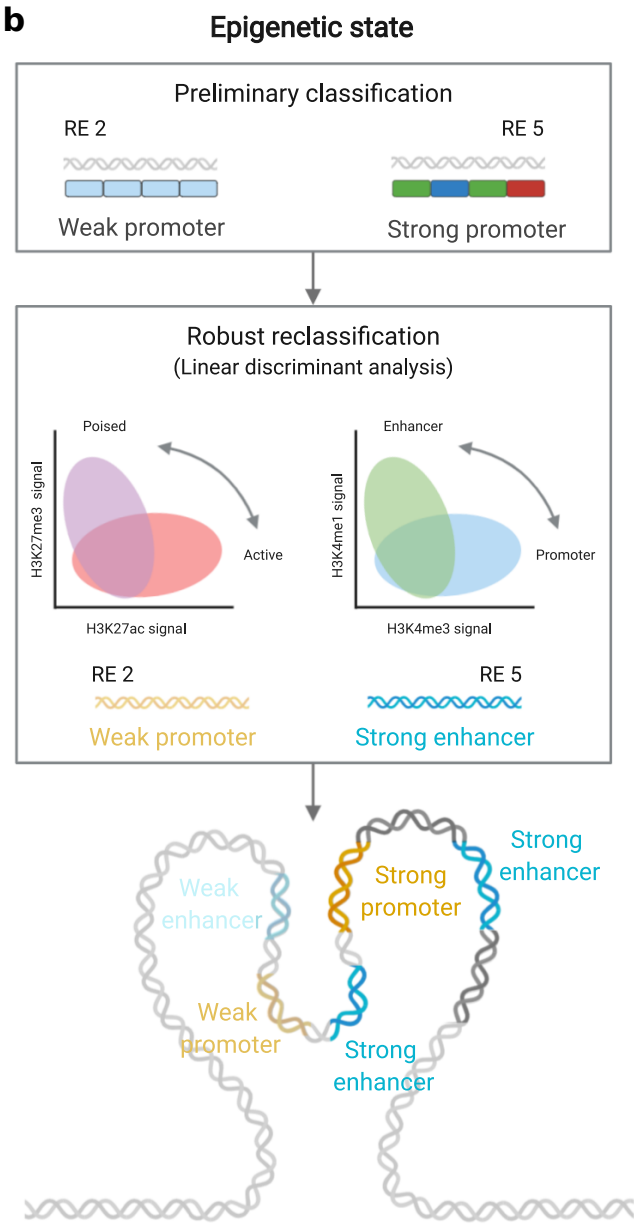 b
Epigenetic state
Preliminary classification
RE 2
RE 5
Weak promoter
Strong promoter
Robust reclassification
(Linear discriminant analysis)
Poised
H3K27me3 signal
Active
H3K27ac signal
Enhancer
H3K4me1 signal
Promoter
H3K4me3 signal
RE 2
RE 5
Weak promoter
Strong enhancer
Strong
enhancer
Weak
enhancer
Strong
promoter
Weak
promoter
Strong
enhancer